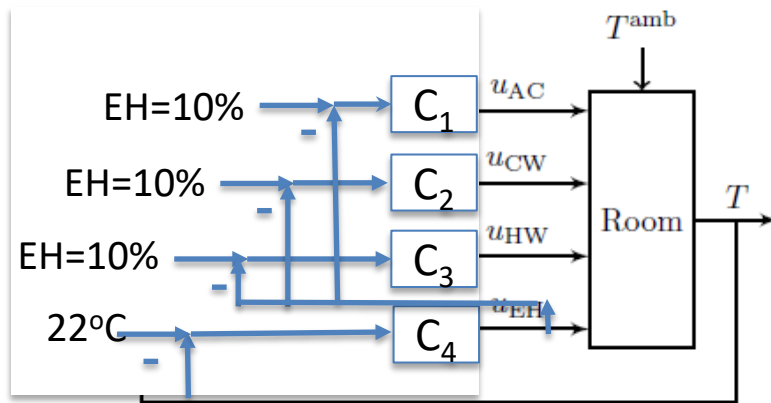 T^amb
EH=10%
-
C₁
u_AC
EH=10%
-
C₂
u_CW
EH=10%
-
C₃
u_HW
Room
T
22°C
-
C₄
u_EH